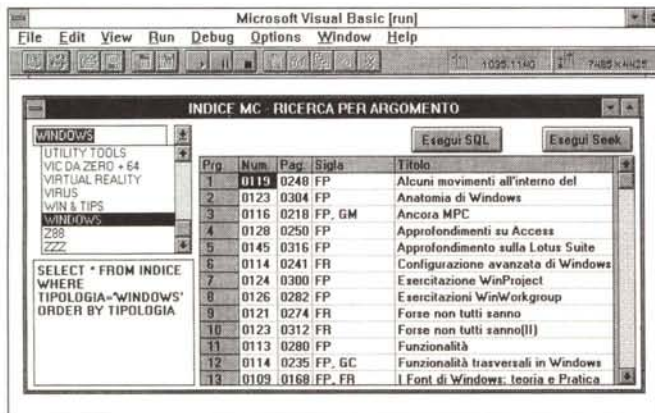 Microsoft Visual Basic [run]
File Edit View Run Debug Options Window Help
1035,1140 7485 x 4425
INDICE MC - RICERCA PER ARGOMENTO
WINDOWS
Esegui SQL Esegui Seek
UTILITY TOOLS
VIC DA ZERO + 64
VIRTUAL REALITY
VIRUS
WIN & TIPS
WINDOWS
Z88
ZZZ
SELECT * FROM INDICE
WHERE
TIPOLOGIA='WINDOWS'
ORDER BY TIPOLOGIA
Prg. Num. Pag. Sigla Titolo
1 0119 0248 FP Alcuni movimenti all'interno del
2 0123 0304 FP Anatomia di Windows
3 0116 0218 FP, GM Ancora MPC
4 0128 0250 FP Approfondimenti su Access
5 0145 0316 FP Approfondimento sulla Lotus Suite
6 0114 0241 FR Configurazione avanzata di Windows
7 0124 0300 FP Esercitazione WinProject
8 0126 0282 FP Esercitazioni WinWorkgroup
9 0121 0274 FR Forse non tutti sanno
10 0123 0312 FR Forse non tutti sanno(II)
11 0113 0280 FP Funzionalità
12 0114 0235 FP, GC Funzionalità trasversali in Windows
13 0109 0168 FP, FR I Font di Windows: teoria e Pratica